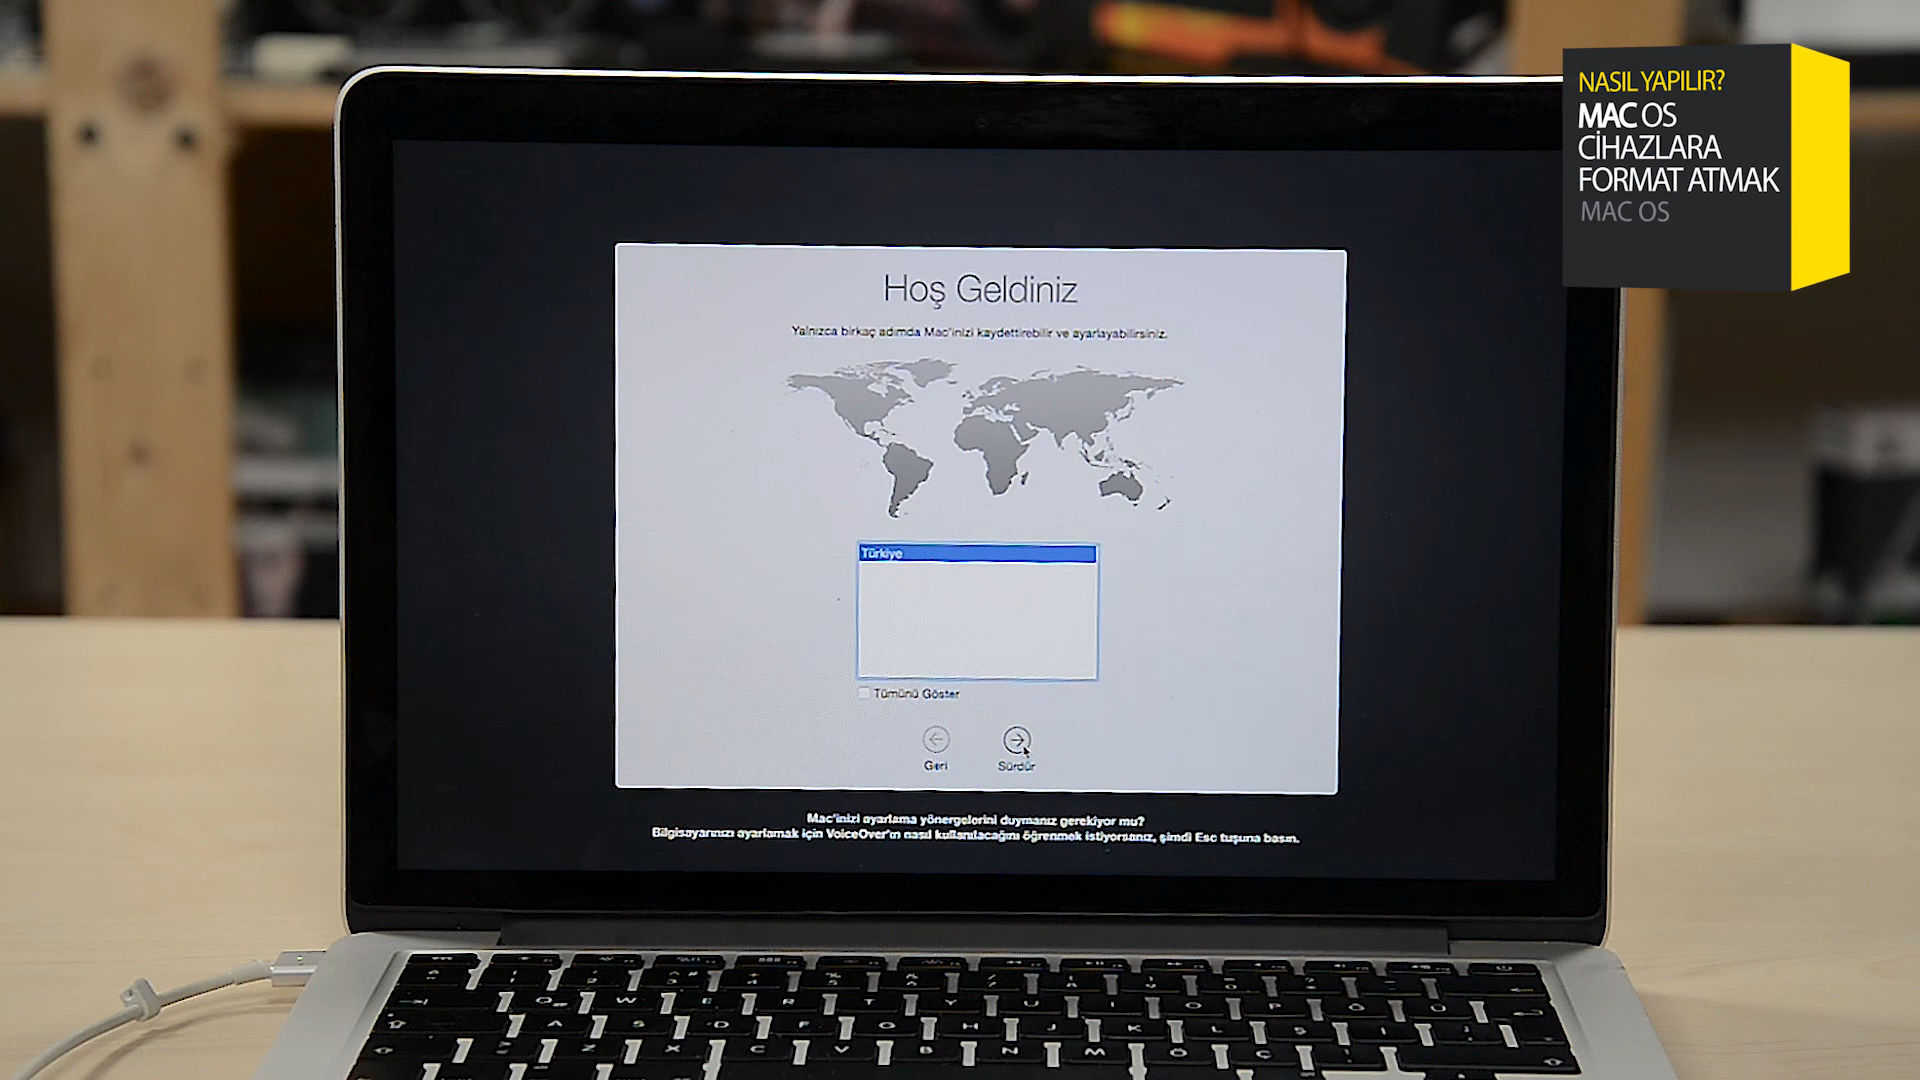 NASIL YAPILIR?
MAC OS
CİHAZLARA
FORMAT ATMAK
MAC OS
Hoş Geldiniz
Yalnızca birkaç adımda Mac'inizi kaydettirebilir ve ayarlayabilirsiniz.
Türkiye
Tümünü Göster
Geri
Sürdür
Mac'inizi ayarlama yönergelerini duymanız gerekiyor mu?
Bilgisayarınızı ayarlamak için VoiceOver'ın nasıl kullanılacağını öğrenmek istiyorsanız, şimdi Esc tuşuna basın.
Q W E R T Y U I O P Ğ Ü
A S D F G H J K L Ş İ
Z X C V B N M Ö Ç